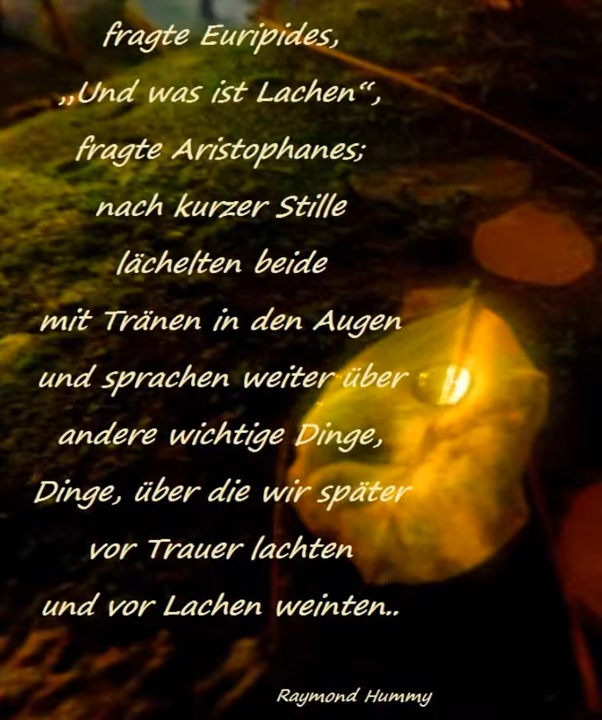 fragte Euripides,
„Und was ist Lachen“,
fragte Aristophanes;
nach kurzer Stille
lächelten beide
mit Tränen in den Augen
und sprachen weiter über
andere wichtige Dinge,
Dinge, über die wir später
vor Trauer lachten
und vor Lachen weinten..
Raymond Hummy